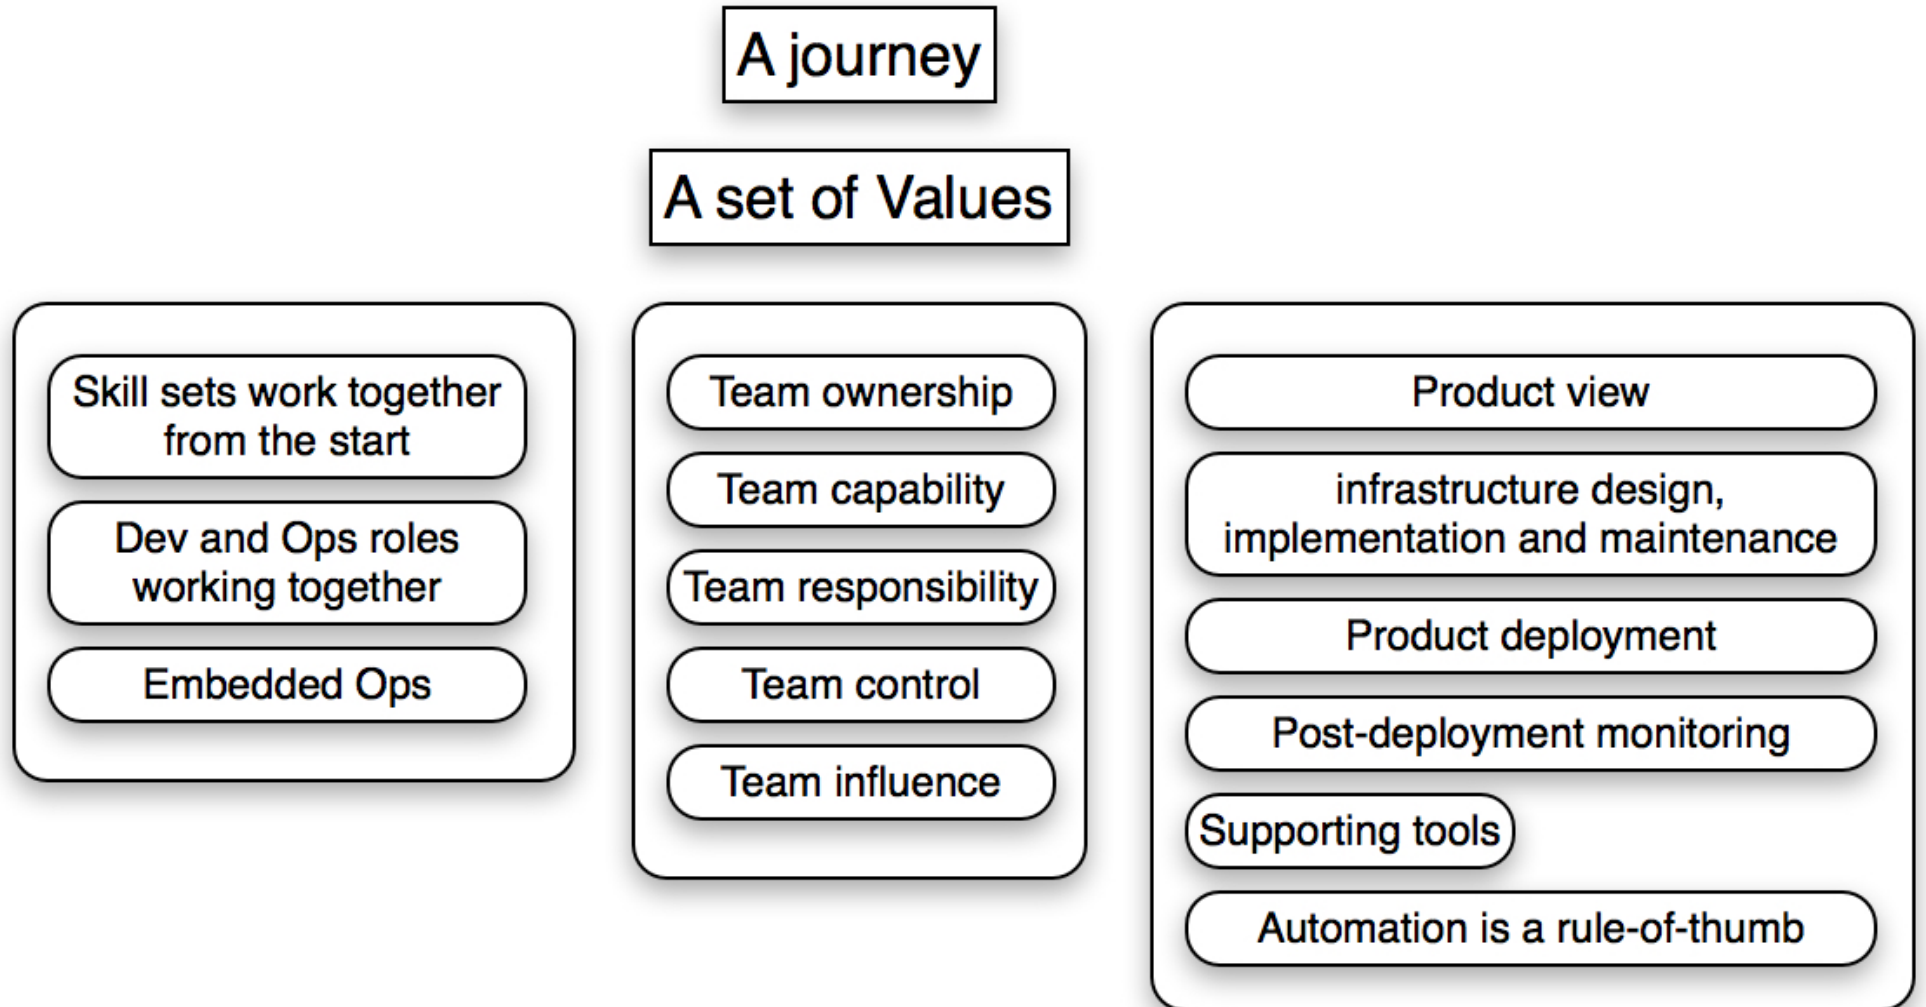 A journey
A set of Values
Skill sets work together
from the start
Dev and Ops roles
working together
Embedded Ops
Team ownership
Team capability
Team responsibility
Team control
Team influence
Product view
infrastructure design,
implementation and maintenance
Product deployment
Post-deployment monitoring
Supporting tools
Automation is a rule-of-thumb